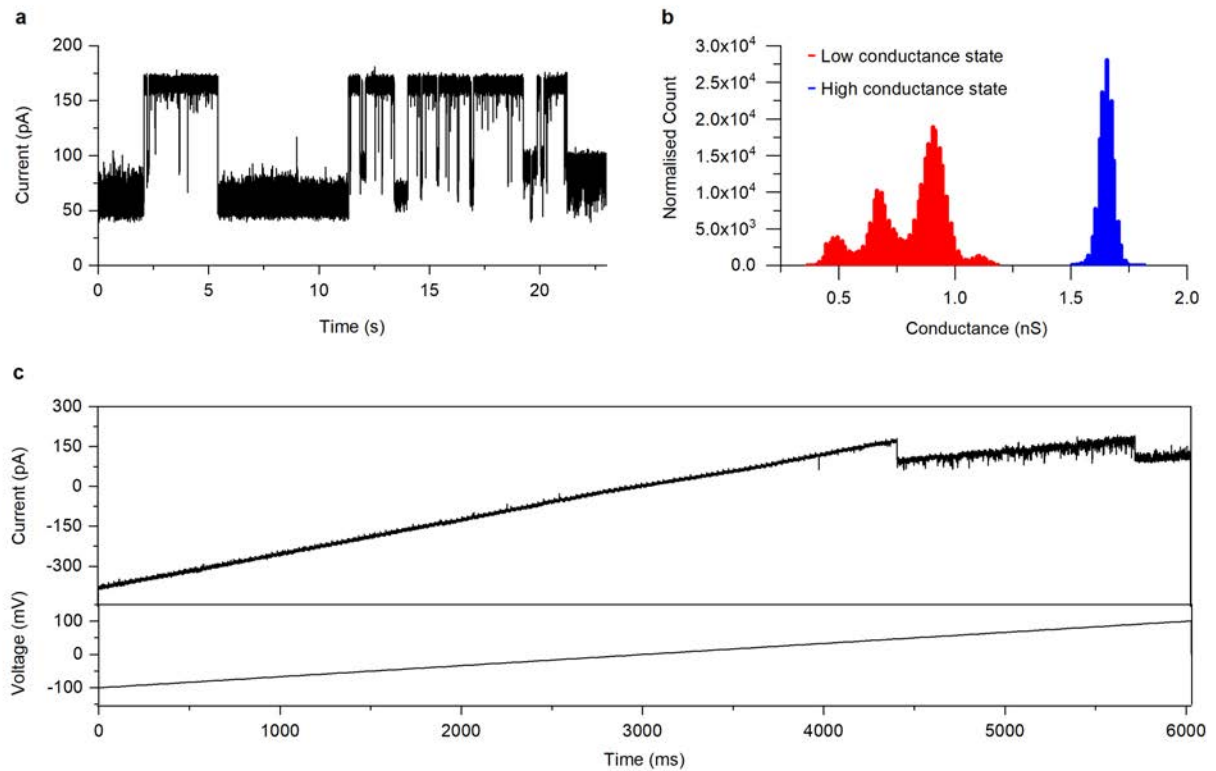 a
200
150
100
50
0
Current (pA)
0 5 10 15 20
Time (s)
b
3.0x10⁴
2.5x10⁴
2.0x10⁴
1.5x10⁴
1.0x10⁴
5.0x10³
0.0
Normalised Count
Low conductance state
High conductance state
0.5 1.0 1.5 2.0
Conductance (nS)
c
300
150
0
-150
-300
Current (pA)
100
0
-100
Voltage (mV)
0 1000 2000 3000 4000 5000 6000
Time (ms)